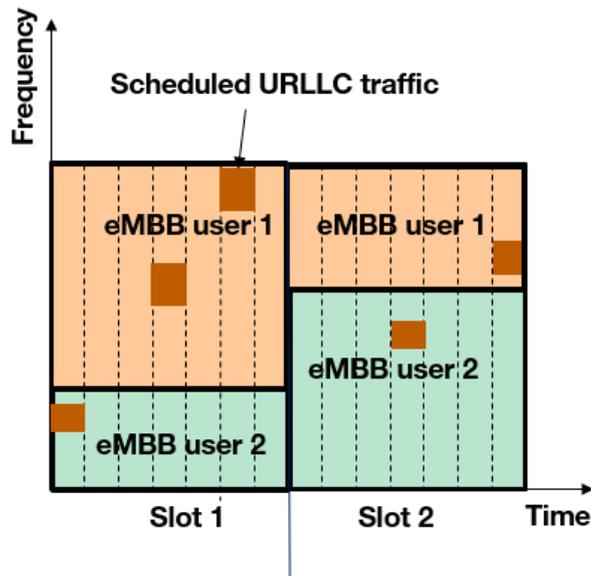 Frequency
Scheduled URLLC traffic
eMBB user 1
eMBB user 1
eMBB user 2
eMBB user 2
Slot 1
Slot 2
Time